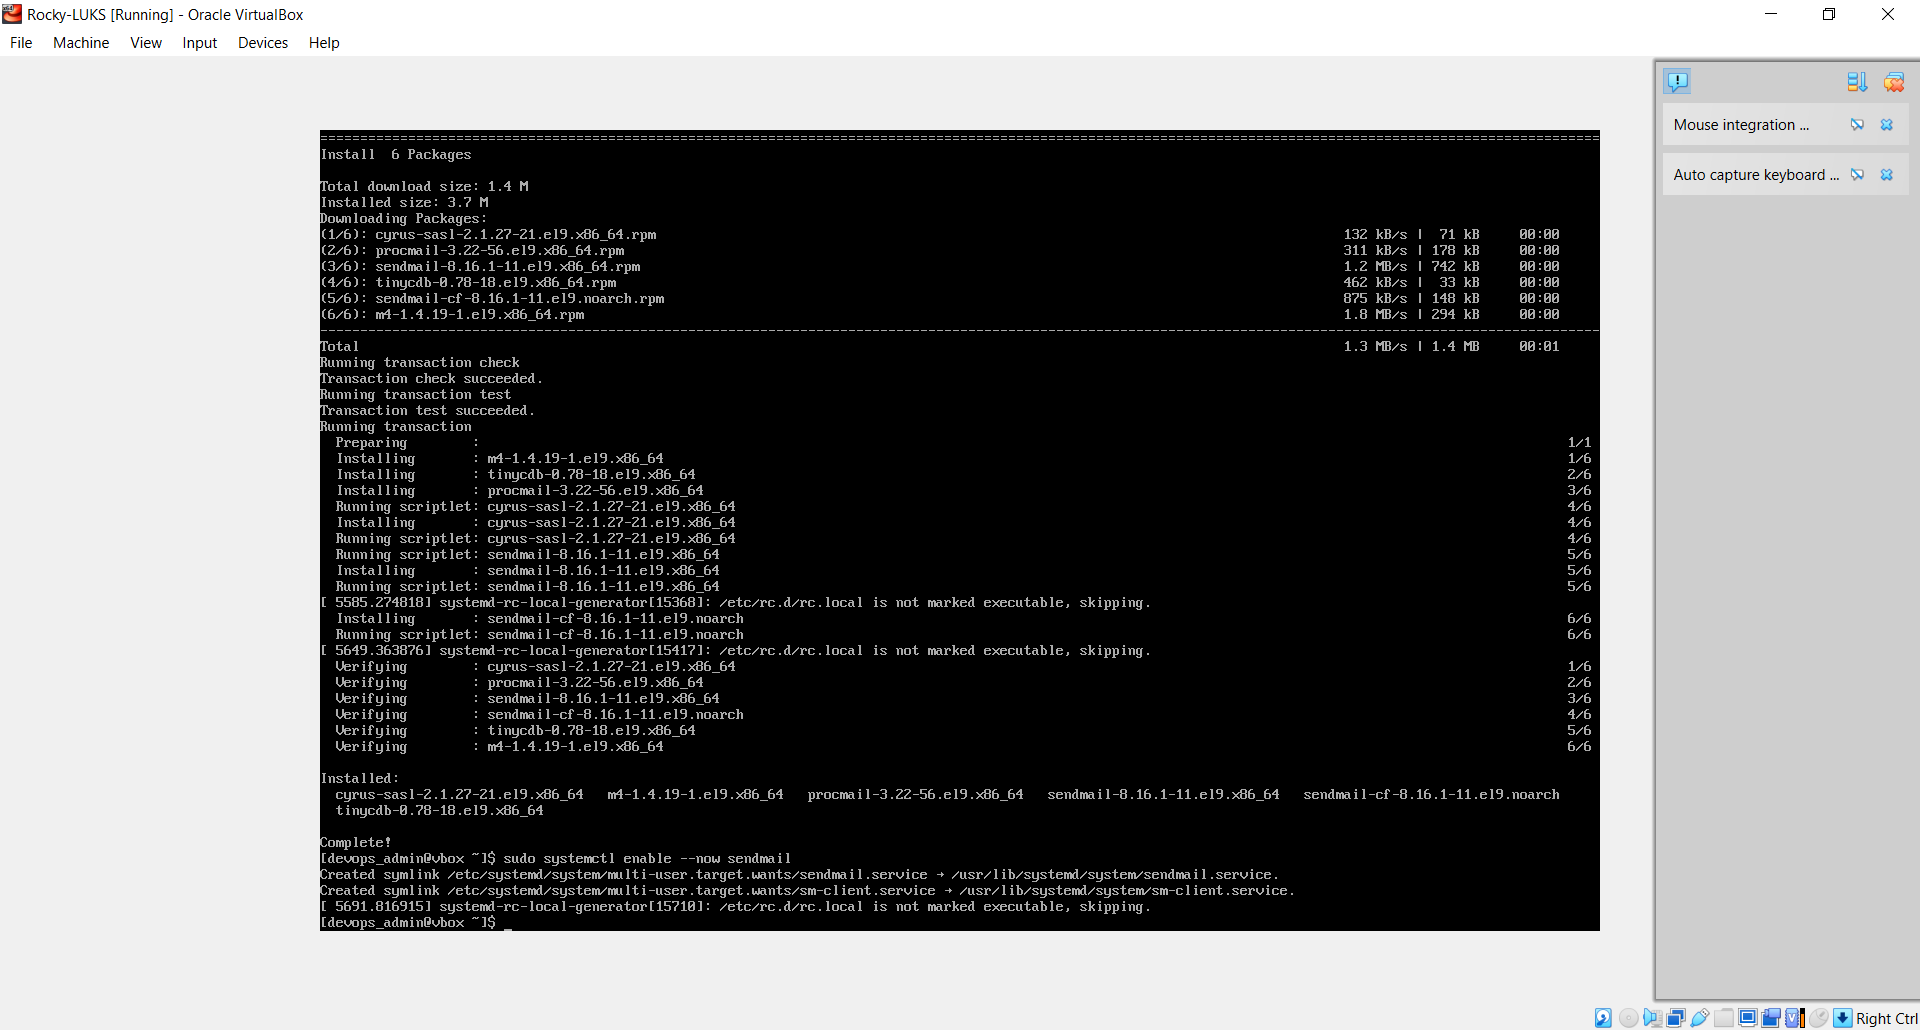 Rocky-LUKS [Running] - Oracle VirtualBox
File Machine View Input Devices Help
Mouse integration ...
Auto capture keyboard ...
================================================================================
Install  6 Packages
Total download size: 1.4 M
Installed size: 3.7 M
Downloading Packages:
(1/6): cyrus-sasl-2.1.27-21.el9.x86_64.rpm 132 kB/s | 71 kB 00:00
(2/6): procmail-3.22-56.el9.x86_64.rpm 311 kB/s | 178 kB 00:00
(3/6): sendmail-8.16.1-11.el9.x86_64.rpm 1.2 MB/s | 742 kB 00:00
(4/6): tinycdb-0.78-18.el9.x86_64.rpm 462 kB/s | 33 kB 00:00
(5/6): sendmail-cf-8.16.1-11.el9.noarch.rpm 875 kB/s | 148 kB 00:00
(6/6): m4-1.4.19-1.el9.x86_64.rpm 1.8 MB/s | 294 kB 00:00
--------------------------------------------------------------------------------
Total 1.3 MB/s | 1.4 MB 00:01
Running transaction check
Transaction check succeeded.
Running transaction test
Transaction test succeeded.
Running transaction
Preparing : 1/1
Installing : m4-1.4.19-1.el9.x86_64 1/6
Installing : tinycdb-0.78-18.el9.x86_64 2/6
Installing : procmail-3.22-56.el9.x86_64 3/6
Running scriptlet: cyrus-sasl-2.1.27-21.el9.x86_64 4/6
Installing : cyrus-sasl-2.1.27-21.el9.x86_64 4/6
Running scriptlet: cyrus-sasl-2.1.27-21.el9.x86_64 4/6
Running scriptlet: sendmail-8.16.1-11.el9.x86_64 5/6
Installing : sendmail-8.16.1-11.el9.x86_64 5/6
Running scriptlet: sendmail-8.16.1-11.el9.x86_64 5/6
[ 5585.274818] systemd-rc-local-generator[15368]: /etc/rc.d/rc.local is not marked executable, skipping.
Installing : sendmail-cf-8.16.1-11.el9.noarch 6/6
Running scriptlet: sendmail-cf-8.16.1-11.el9.noarch 6/6
[ 5649.363876] systemd-rc-local-generator[15417]: /etc/rc.d/rc.local is not marked executable, skipping.
Verifying : cyrus-sasl-2.1.27-21.el9.x86_64 1/6
Verifying : procmail-3.22-56.el9.x86_64 2/6
Verifying : sendmail-8.16.1-11.el9.x86_64 3/6
Verifying : sendmail-cf-8.16.1-11.el9.noarch 4/6
Verifying : tinycdb-0.78-18.el9.x86_64 5/6
Verifying : m4-1.4.19-1.el9.x86_64 6/6
Installed:
cyrus-sasl-2.1.27-21.el9.x86_64 m4-1.4.19-1.el9.x86_64 procmail-3.22-56.el9.x86_64 sendmail-8.16.1-11.el9.x86_64 sendmail-cf-8.16.1-11.el9.noarch
tinycdb-0.78-18.el9.x86_64
Complete!
[devops_admin@vbox ~]$ sudo systemctl enable --now sendmail
Created symlink /etc/systemd/system/multi-user.target.wants/sendmail.service → /usr/lib/systemd/system/sendmail.service.
Created symlink /etc/systemd/system/multi-user.target.wants/sm-client.service → /usr/lib/systemd/system/sm-client.service.
[ 5691.816915] systemd-rc-local-generator[15710]: /etc/rc.d/rc.local is not marked executable, skipping.
[devops_admin@vbox ~]$ _
Right Ctrl